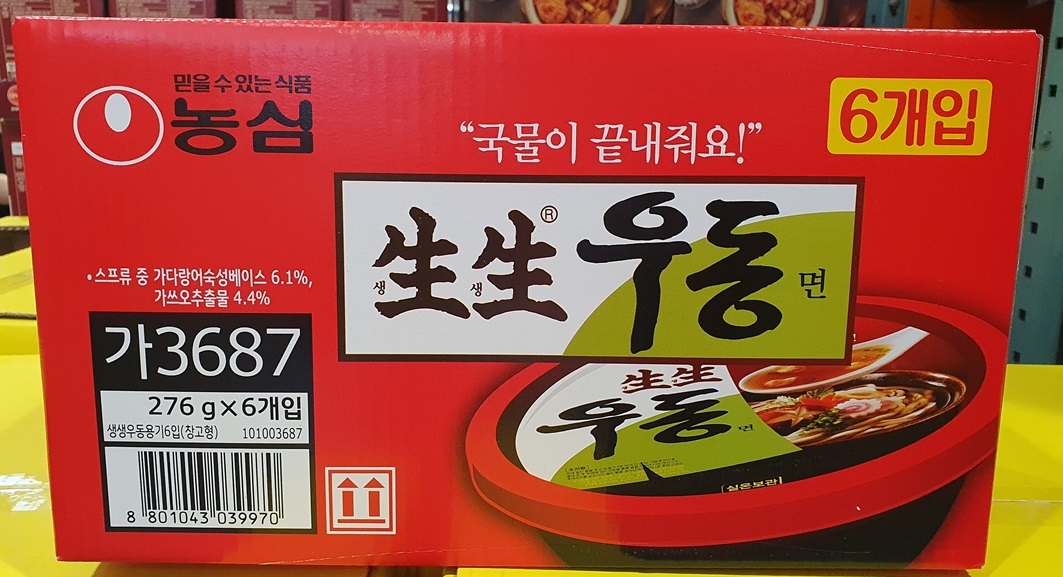 믿을 수 있는 식품
농심
6개입
“국물이 끝내줘요!”
生生® 우동 면
생 생
• 스프류 중 가다랑어숙성베이스 6.1%,
가쓰오추출물 4.4%
가3687
276 g×6개입
생생우동용기6입(창고형) 101003687
8 801043 039970
生生
우동 면
실온보관